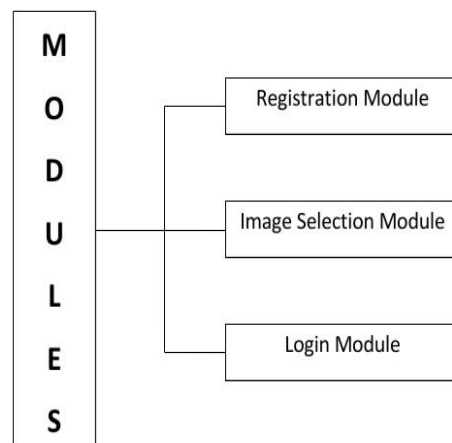 M
O
D
U
L
E
S
Registration Module
Image Selection Module
Login Module